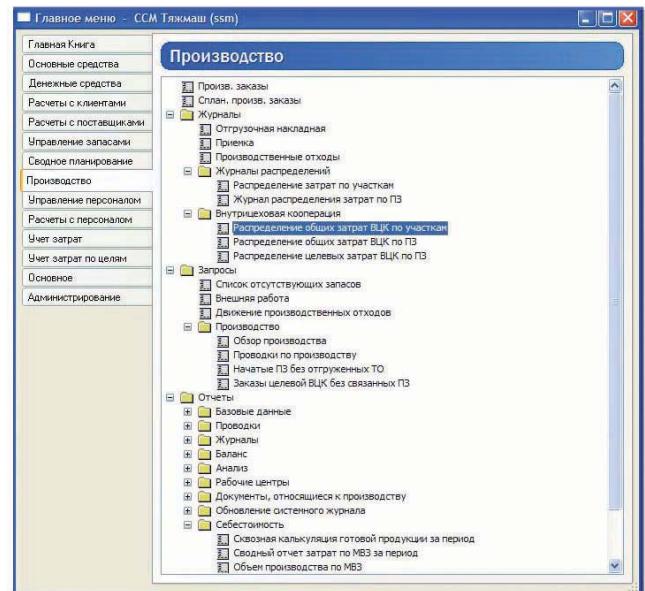 Главное меню - ССМ Тяжмаш (ssm)
Главная Книга
Основные средства
Денежные средства
Расчеты с клиентами
Расчеты с поставщиками
Управление запасами
Сводное планирование
Производство
Управление персоналом
Расчеты с персоналом
Учет затрат
Учет затрат по целям
Основное
Администрирование
Производство
Произв. заказы
Сплан. произв. заказы
Журналы
Отгрузочная накладная
Приемка
Производственные отходы
Журналы распределений
Распределение затрат по участкам
Журнал распределения затрат по ПЗ
Внутрицеховая кооперация
Распределение общих затрат ВЦК по участкам
Распределение общих затрат ВЦК по ПЗ
Распределение целевых затрат ВЦК по ПЗ
Запросы
Список отсутствующих запасов
Внешняя работа
Движение производственных отходов
Производство
Обзор производства
Проводки по производству
Начатые ПЗ без отгруженных ТО
Заказы целевой ВЦК без связанных ПЗ
Отчеты
Базовые данные
Проводки
Журналы
Баланс
Анализ
Рабочие центры
Документы, относящиеся к производству
Обновление системного журнала
Себестоимость
Сквозная калькуляция готовой продукции за период
Сводный отчет затрат по МВЗ за период
Объем производства по МВЗ